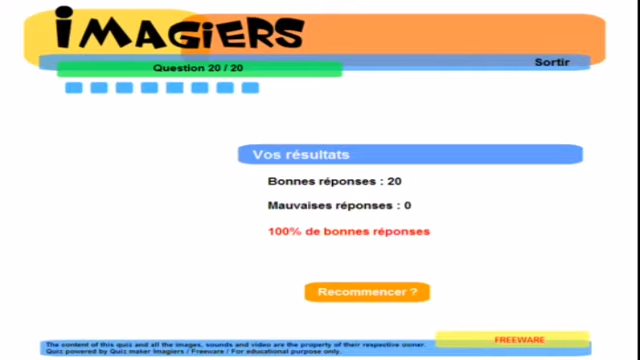 iMAGiERS
Sortir
Question 20 / 20
Vos résultats
Bonnes réponses : 20
Mauvaises réponses : 0
100% de bonnes réponses
Recommencer ?
FREEWARE
The content of this quiz and all the images, sounds and video are the property of their respective owner.
Quiz powered by Quiz maker Imagiers / Freeware / For educational purpose only.